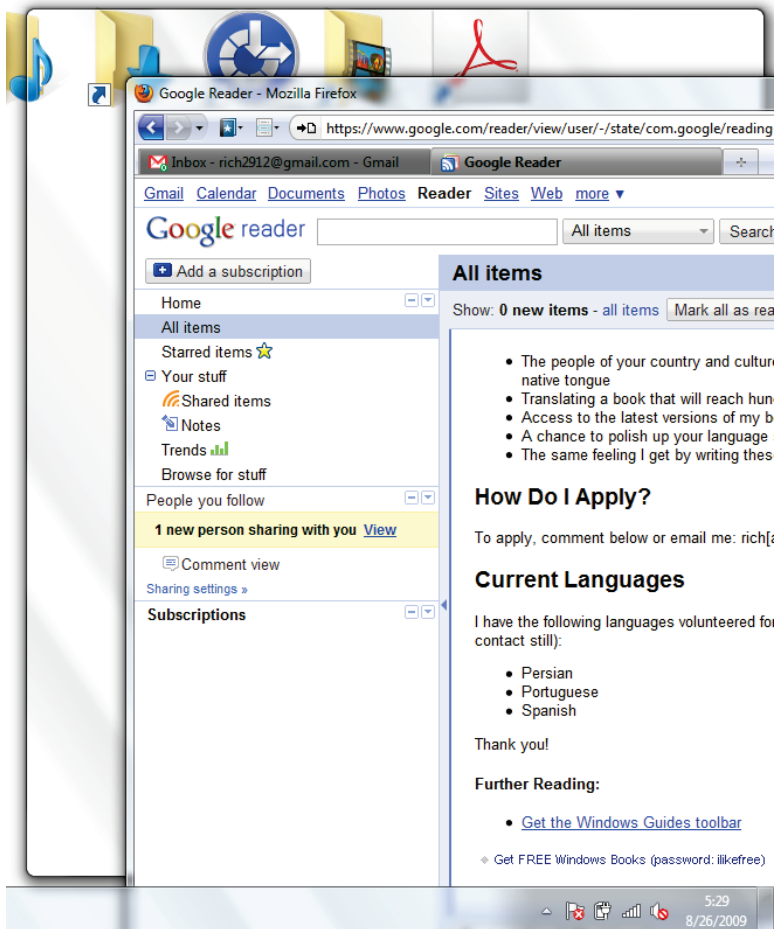 Google Reader - Mozilla Firefox
https://www.google.com/reader/view/user/-/state/com.google/reading
Inbox - rich2912@gmail.com - Gmail Google Reader
Gmail Calendar Documents Photos Reader Sites Web more ▼
Google reader All items Search
Add a subscription
Home
All items
Starred items
Your stuff
Shared items
Notes
Trends
Browse for stuff
People you follow
1 new person sharing with you View
Comment view
Sharing settings »
Subscriptions
All items
Show: 0 new items - all items Mark all as rea
• The people of your country and culture
native tongue
• Translating a book that will reach hun
• Access to the latest versions of my b
• A chance to polish up your language
• The same feeling I get by writing thes
How Do I Apply?
To apply, comment below or email me: rich[a
Current Languages
I have the following languages volunteered for
contact still):
• Persian
• Portuguese
• Spanish
Thank you!
Further Reading:
• Get the Windows Guides toolbar
Get FREE Windows Books (password: ilikefree)
5:29
8/26/2009